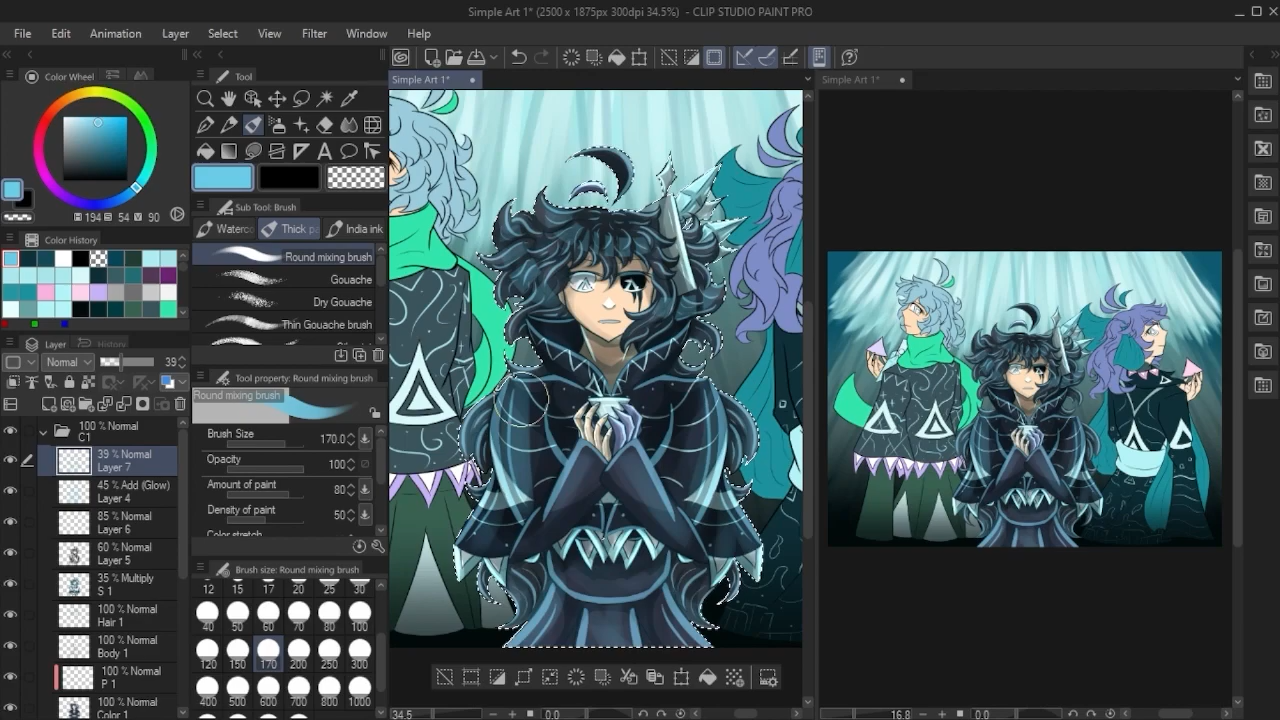 Simple Art 1* (2500 x 1875px 300dpi 34.5%)  - CLIP STUDIO PAINT PRO
File Edit Animation Layer Select View Filter Window Help
Color Wheel
Tool
Simple Art 1*
Simple Art 1*
194 54 90
Sub Tool: Brush
Waterc Thick pa India ink
Color History
Round mixing brush
Gouache
Dry Gouache
Thin Gouache brush
Layer History
Normal 39
Tool property: Round mixing brush
Round mixing brush
Brush Size 170.0
Opacity 100
Amount of paint 80
Density of paint 50
Color stretch
100 % Normal
C1
39 % Normal
Layer 7
45 % Add (Glow)
Layer 4
85 % Normal
Layer 6
60 % Normal
Layer 5
35 % Multiply
S 1
100 % Normal
Hair 1
100 % Normal
Body 1
100 % Normal
P 1
100 % Normal
Color 1
Brush size: Round mixing brush
12 15 17 20 25 30
40 50 60 70 80 100
120 150 170 200 250 300
400 500 600 700 800 1000
34.5 0.0
16.8 0.0